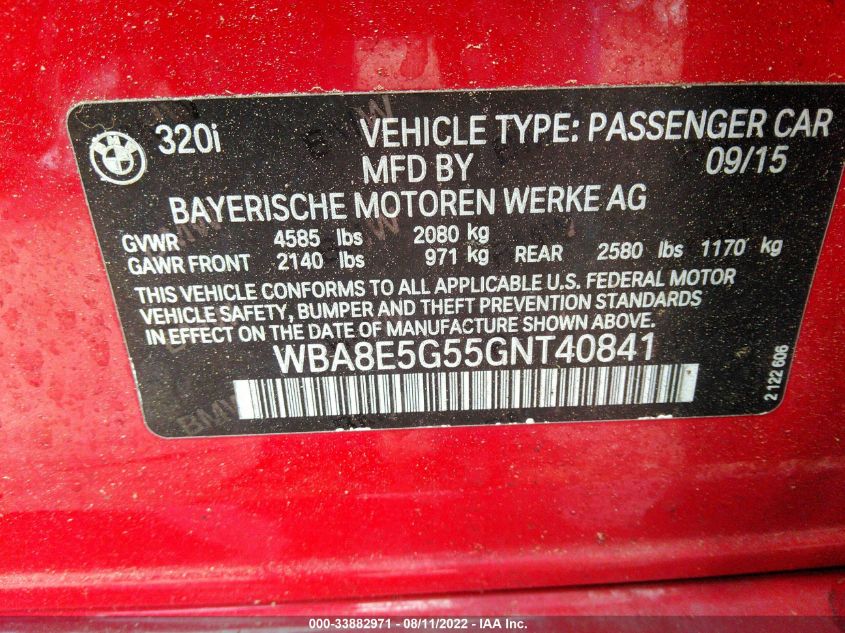 320i VEHICLE TYPE: PASSENGER CAR
MFD BY 09/15
BAYERISCHE MOTOREN WERKE AG
GVWR 4585 lbs 2080 kg
GAWR FRONT 2140 lbs 971 kg REAR 2580 lbs 1170 kg
THIS VEHICLE CONFORMS TO ALL APPLICABLE U.S. FEDERAL MOTOR
VEHICLE SAFETY, BUMPER AND THEFT PREVENTION STANDARDS
IN EFFECT ON THE DATE OF MANUFACTURE SHOWN ABOVE.
WBA8E5G55GNT40841
2 122 606
BMW
000-33882971 - 08/11/2022 - IAA Inc.